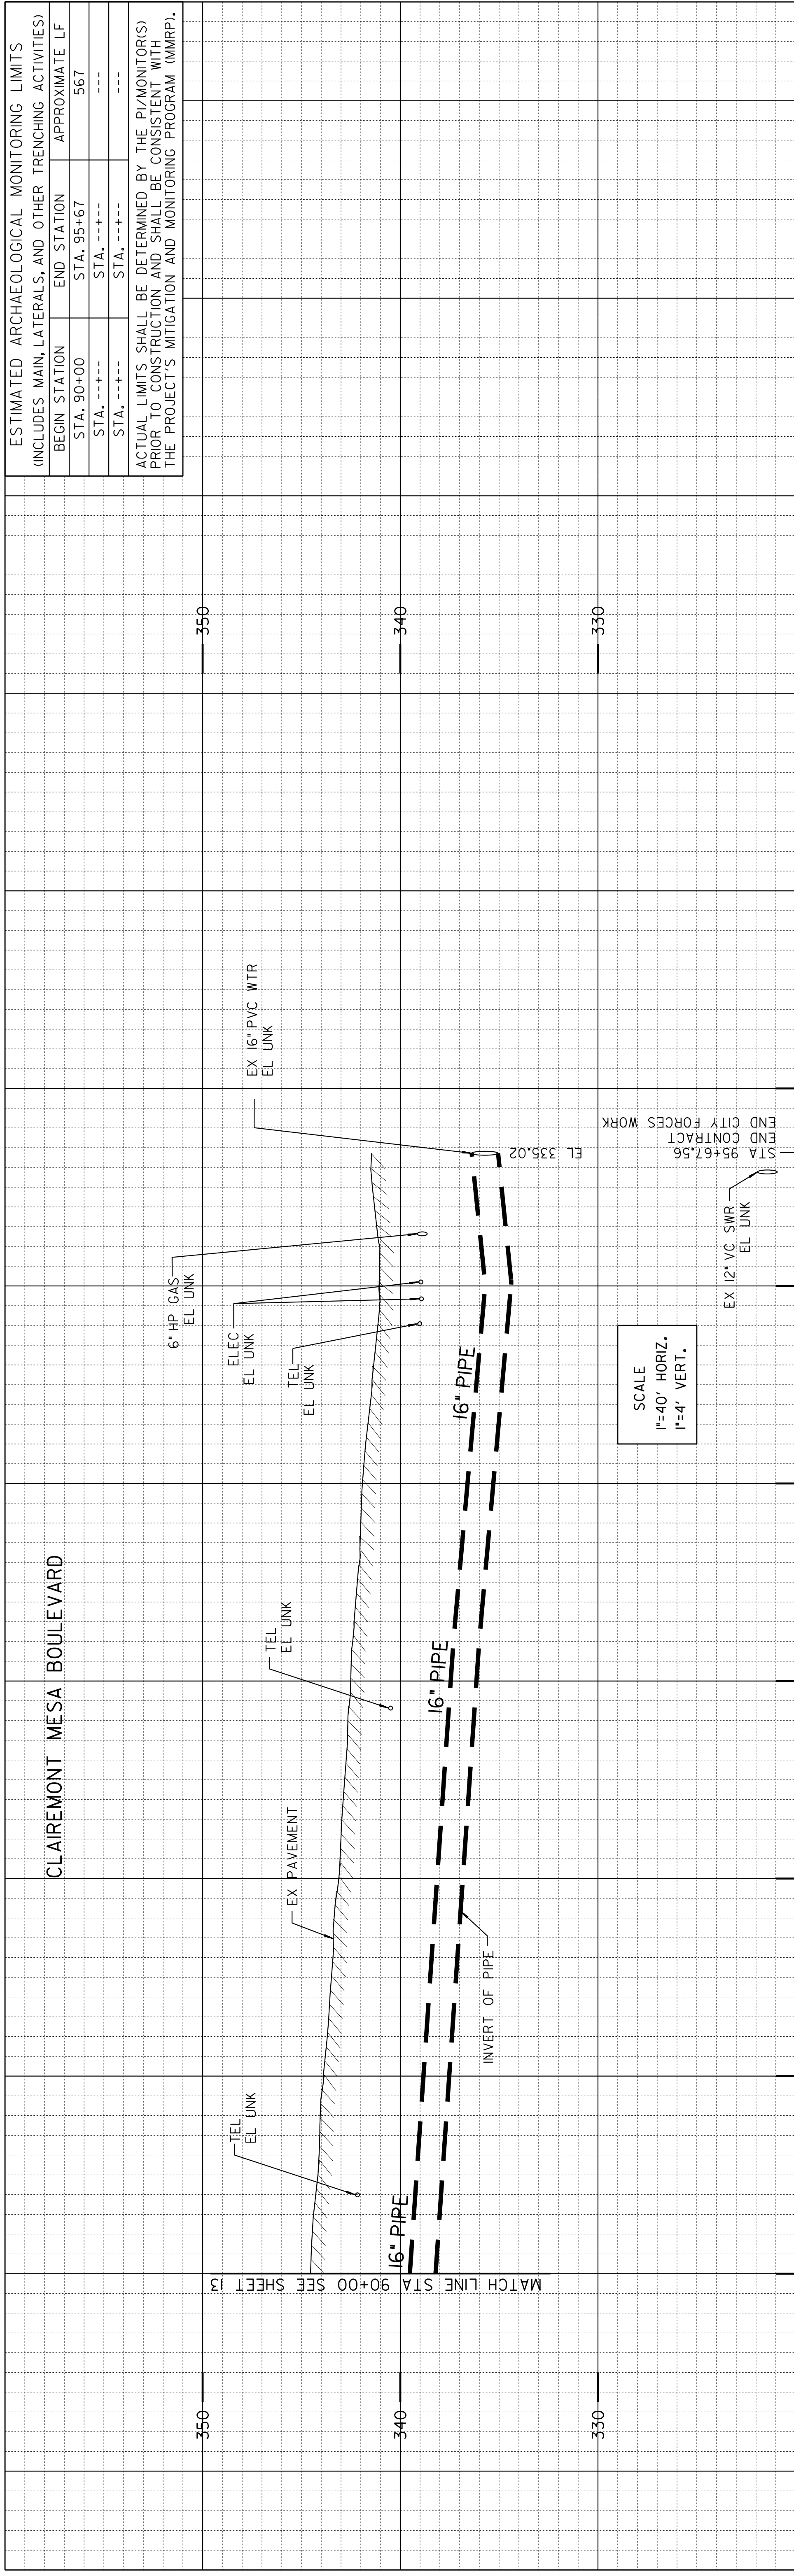 ESTIMATED ARCHAEOLOGICAL MONITORING LIMITS
(INCLUDES MAIN, LATERALS, AND OTHER TRENCHING ACTIVITIES)
BEGIN STATION END STATION APPROXIMATE LF
STA. 90+00 STA. 95+67 567
STA. --+-- STA. --+-- ---
STA. --+-- STA. --+-- ---
ACTUAL LIMITS SHALL BE DETERMINED BY THE PI/MONITOR(S)
PRIOR TO CONSTRUCTION AND SHALL BE CONSISTENT WITH
THE PROJECT'S MITIGATION AND MONITORING PROGRAM (MMRP).
CLAIREMONT MESA BOULEVARD
350
350
340
340
330
330
MATCH LINE STA 90+00 SEE SHEET 13
TEL
EL UNK
16" PIPE
EX PAVEMENT
INVERT OF PIPE
TEL
EL UNK
16" PIPE
TEL
EL UNK
ELEC
EL UNK
6" HP GAS
EL UNK
16" PIPE
EX 16" PVC WTR
EL UNK
EL 335.02
STA 95+67.56
END CONTRACT
END CITY FORCES WORK
EX 12" VC SWR
EL UNK
SCALE
1"=40' HORIZ.
1"=4' VERT.